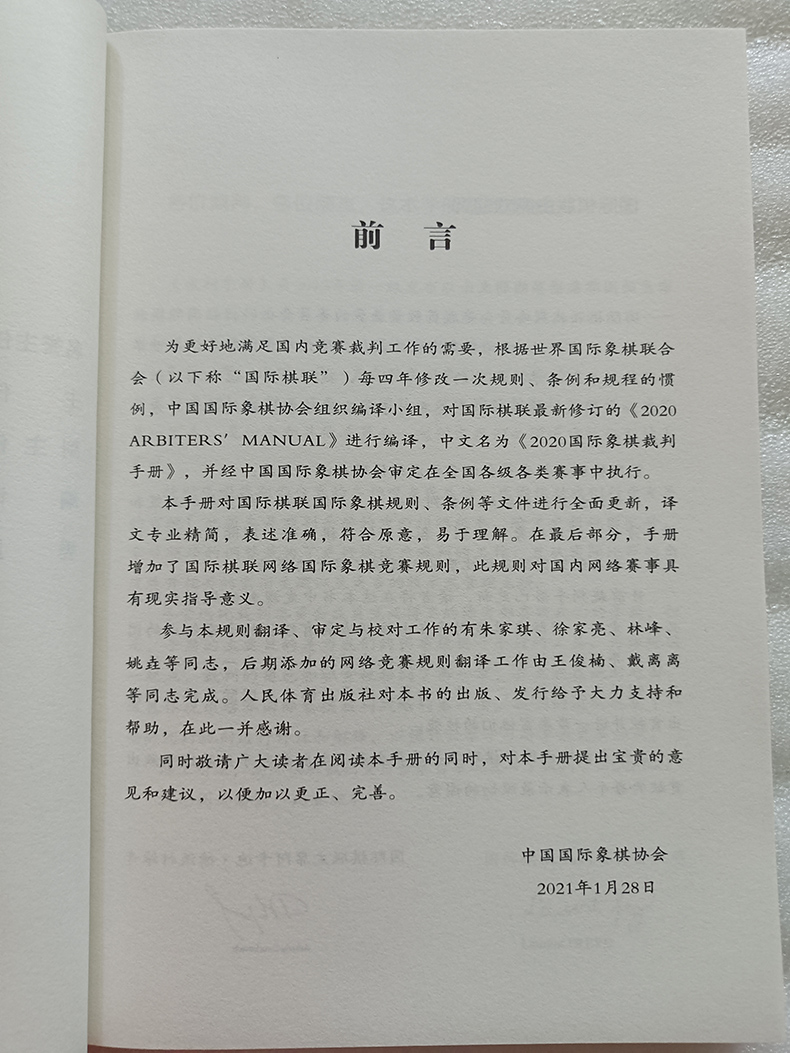 前 言
为更好地满足国内竞赛裁判工作的需要，根据世界国际象棋联合
会（以下称“国际棋联”）每四年修改一次规则、条例和规程的惯
例，中国国际象棋协会组织编译小组，对国际棋联最新修订的《2020
ARBITERS’ MANUAL》进行编译，中文名为《2020国际象棋裁判
手册》，并经中国国际象棋协会审定在全国各级各类赛事中执行。
本手册对国际棋联国际象棋规则、条例等文件进行全面更新，译
文专业精简，表述准确，符合原意，易于理解。在最后部分，手册
增加了国际棋联网络国际象棋竞赛规则，此规则对国内网络赛事具
有现实指导意义。
参与本规则翻译、审定与校对工作的有朱家琪、徐家亮、林峰、
姚垚等同志，后期添加的网络竞赛规则翻译工作由王俊楠、戴离离
等同志完成。人民体育出版社对本书的出版、发行给予大力支持和
帮助，在此一并感谢。
同时敬请广大读者在阅读本手册的同时，对本手册提出宝贵的意
见和建议，以便加以更正、完善。
中国国际象棋协会
2021年1月28日